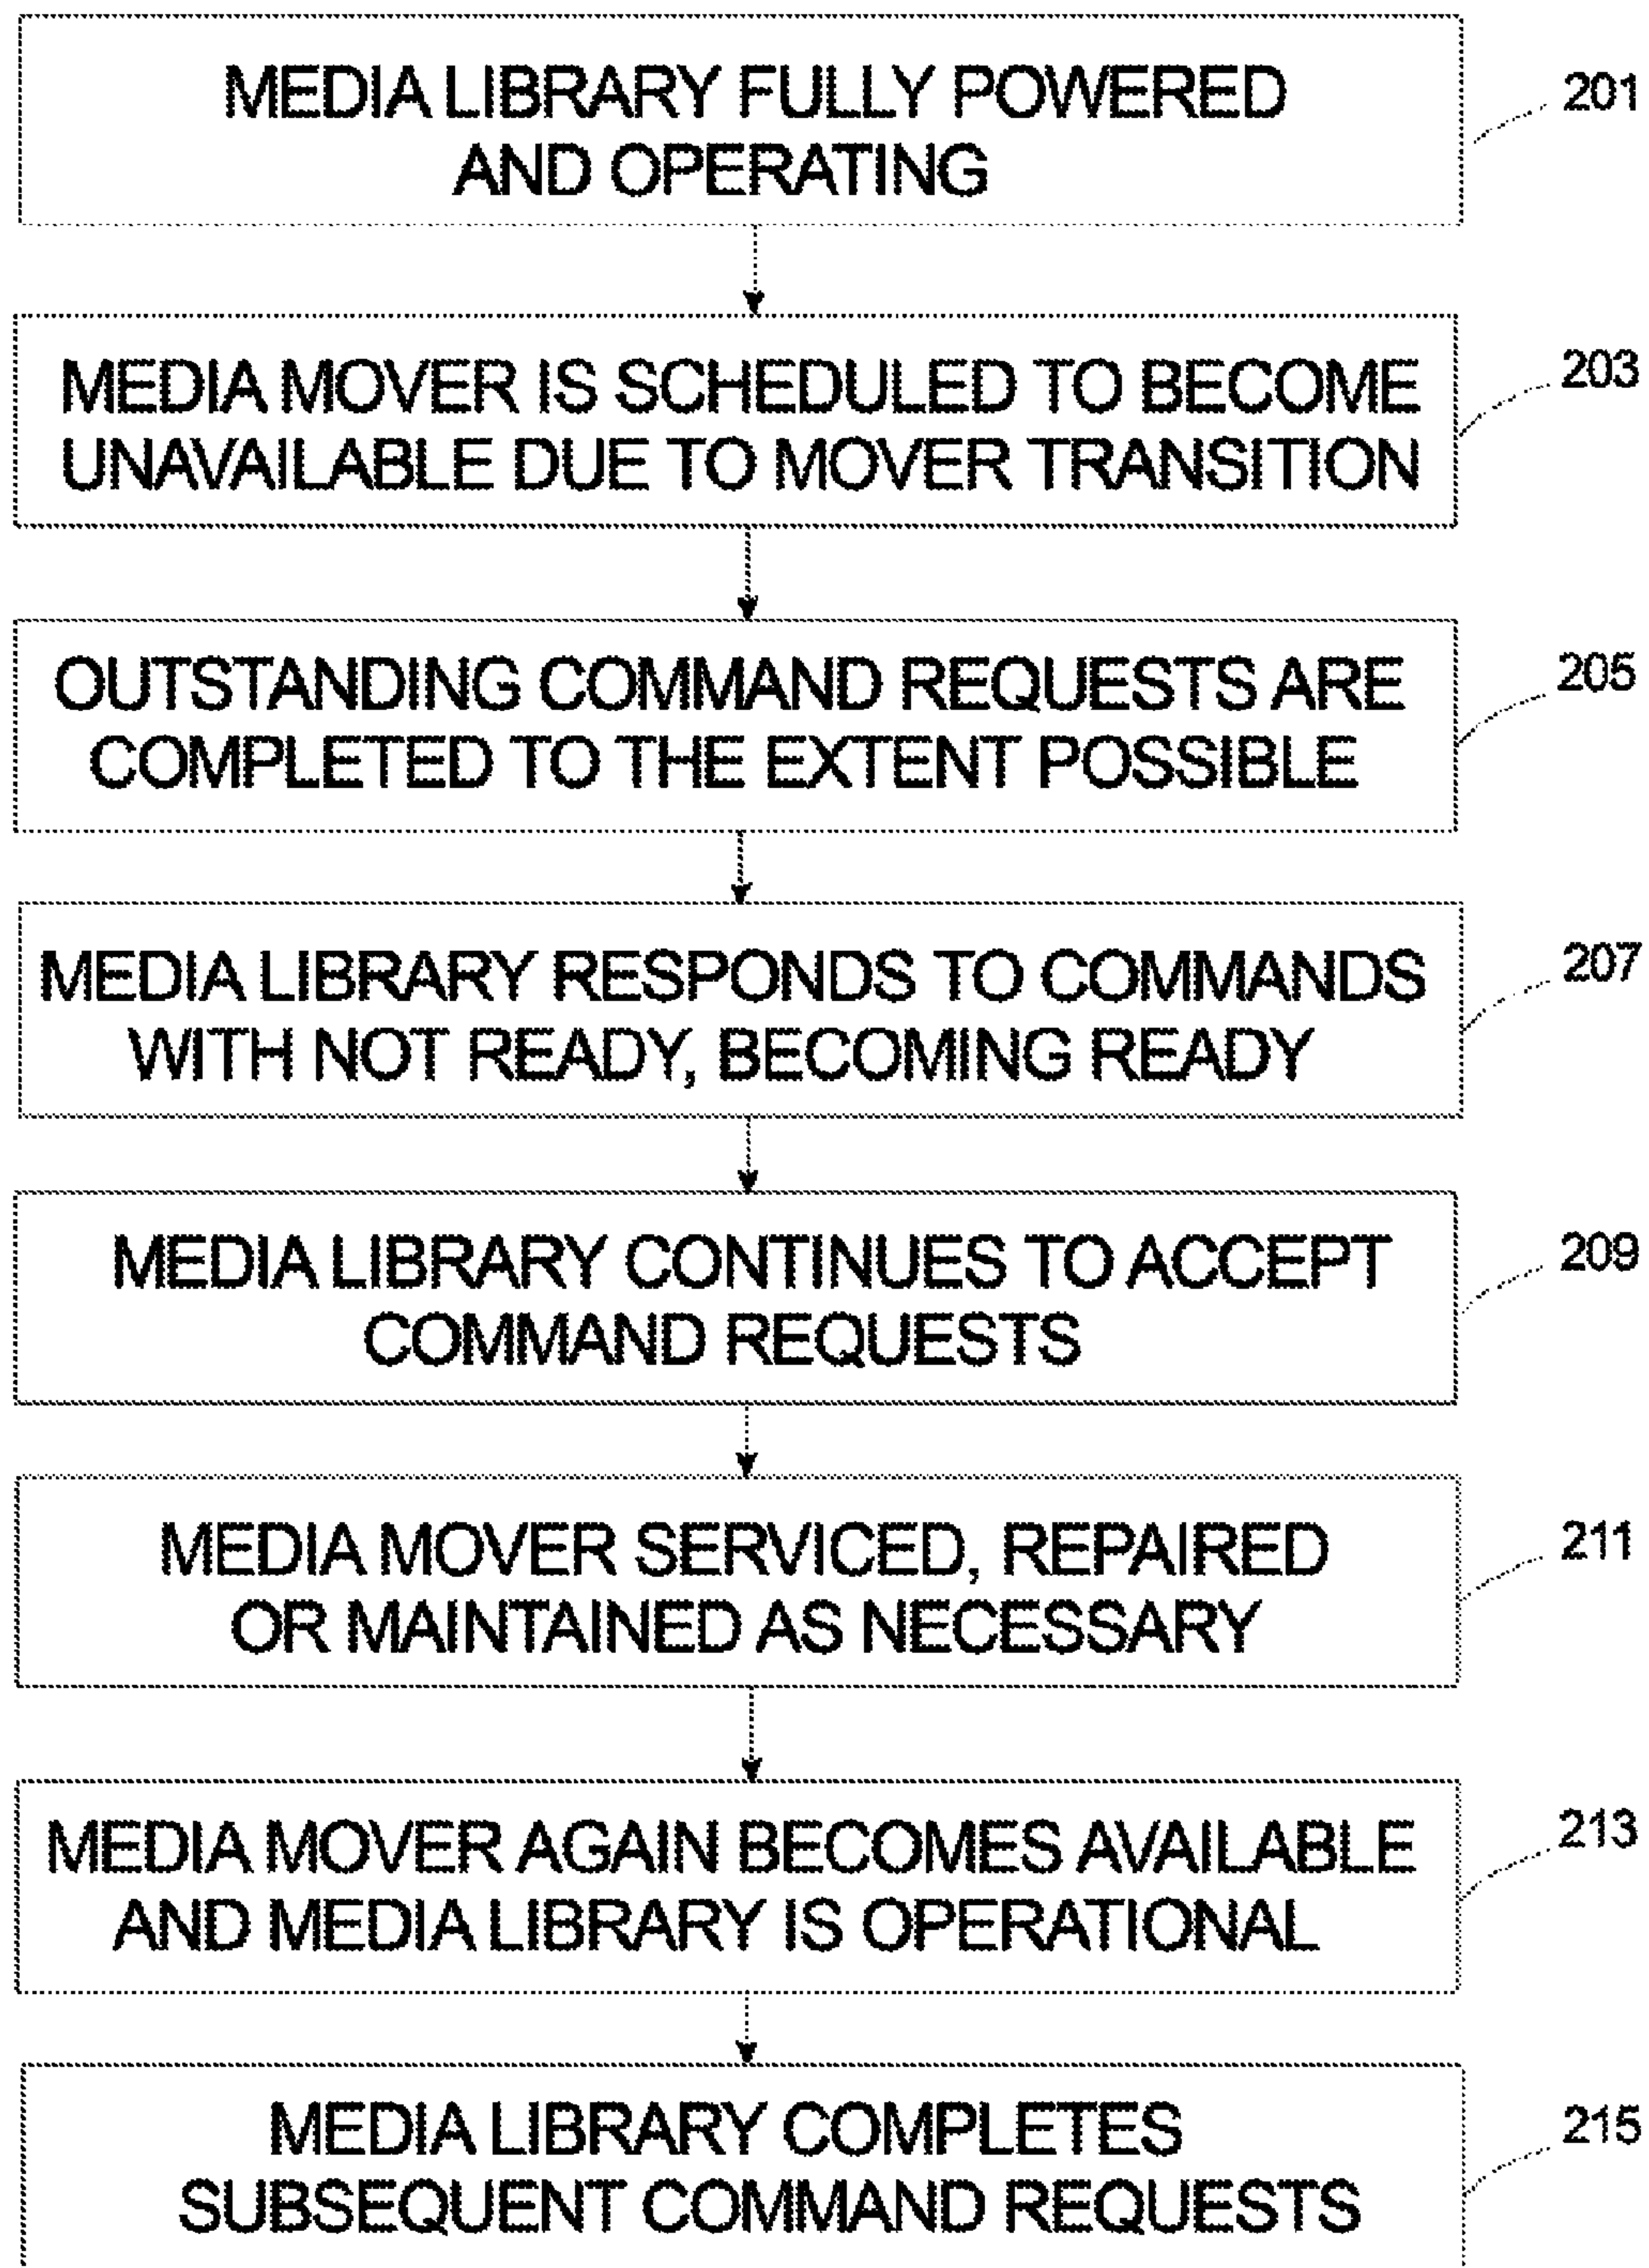 MEDIA LIBRARY FULLY POWERED
AND OPERATING
201
MEDIA MOVER IS SCHEDULED TO BECOME
UNAVAILABLE DUE TO MOVER TRANSITION
203
OUTSTANDING COMMAND REQUESTS ARE
COMPLETED TO THE EXTENT POSSIBLE
205
MEDIA LIBRARY RESPONDS TO COMMANDS
WITH NOT READY, BECOMING READY
207
MEDIA LIBRARY CONTINUES TO ACCEPT
COMMAND REQUESTS
209
MEDIA MOVER SERVICED, REPAIRED
OR MAINTAINED AS NECESSARY
211
MEDIA MOVER AGAIN BECOMES AVAILABLE
AND MEDIA LIBRARY IS OPERATIONAL
213
MEDIA LIBRARY COMPLETES
SUBSEQUENT COMMAND REQUESTS
215